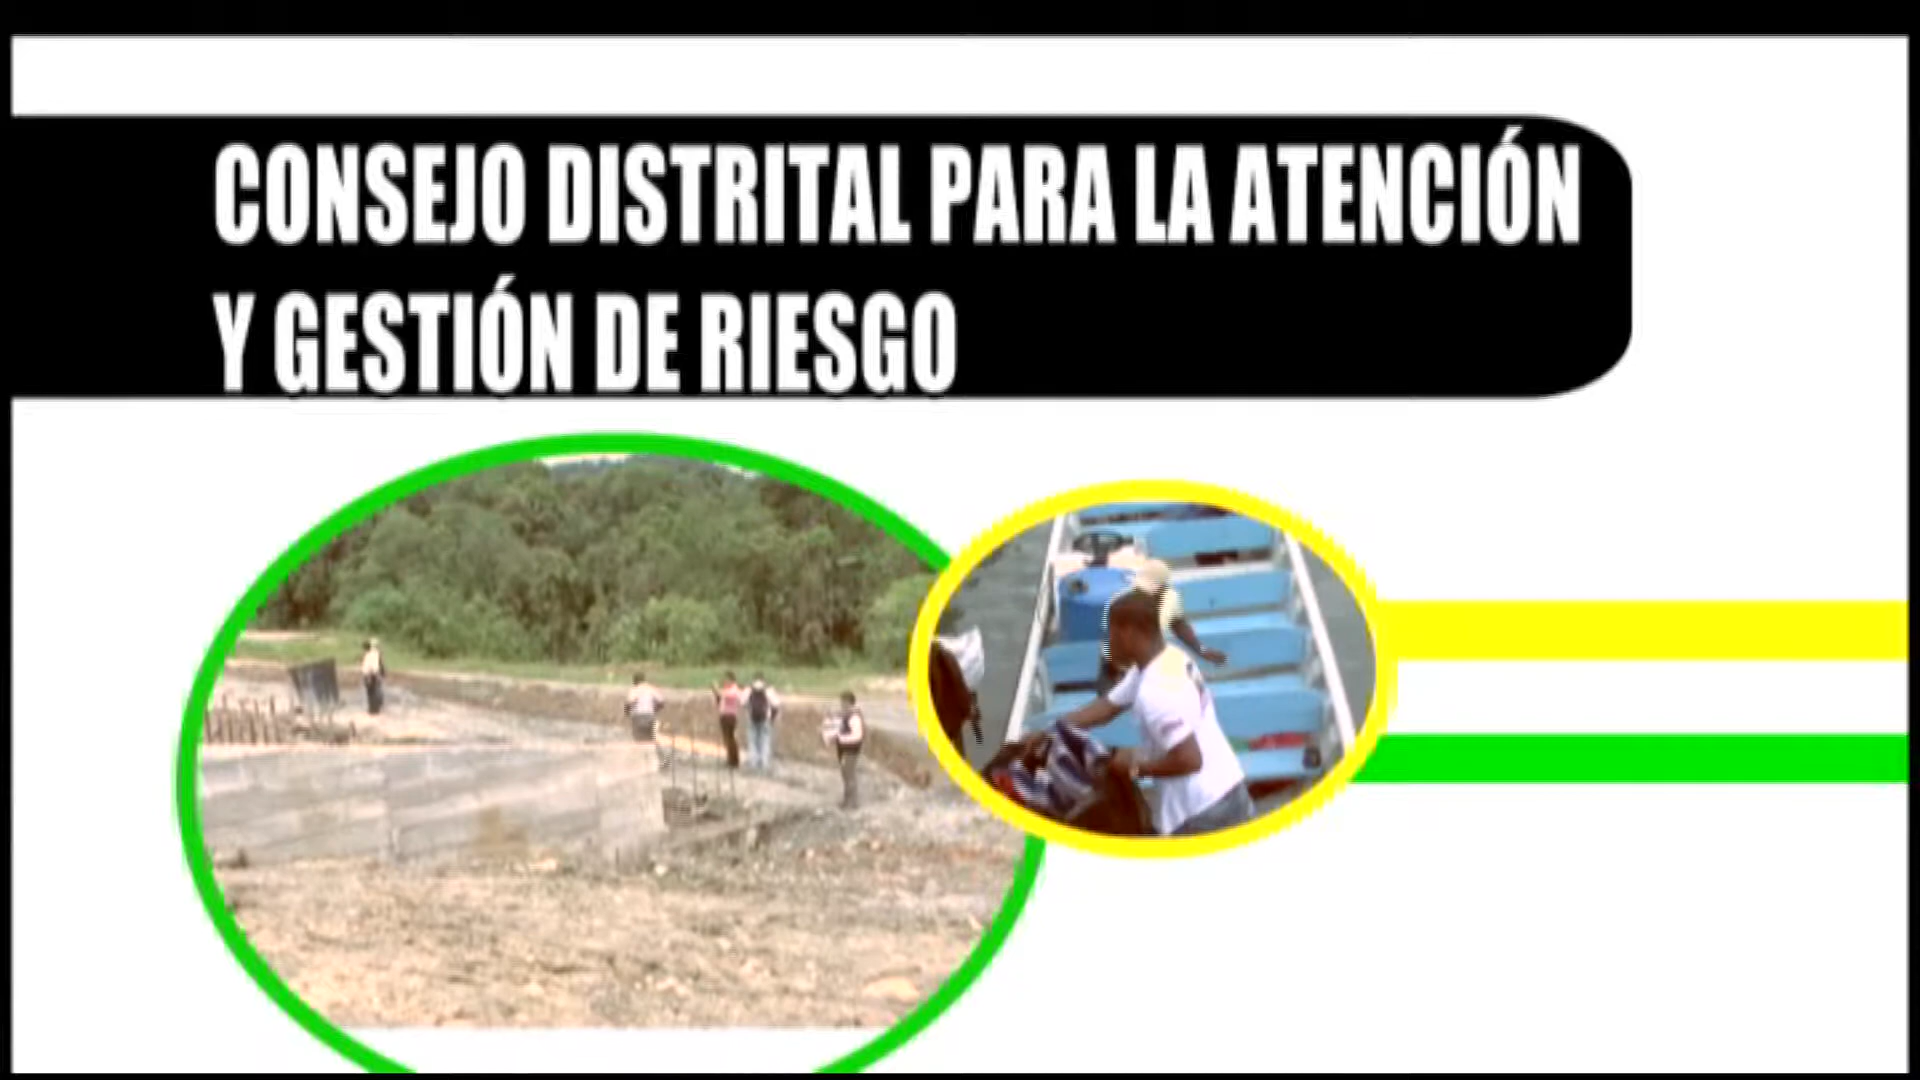 CONSEJO DISTRITAL PARA LA ATENCIÓN
Y GESTIÓN DE RIESGO